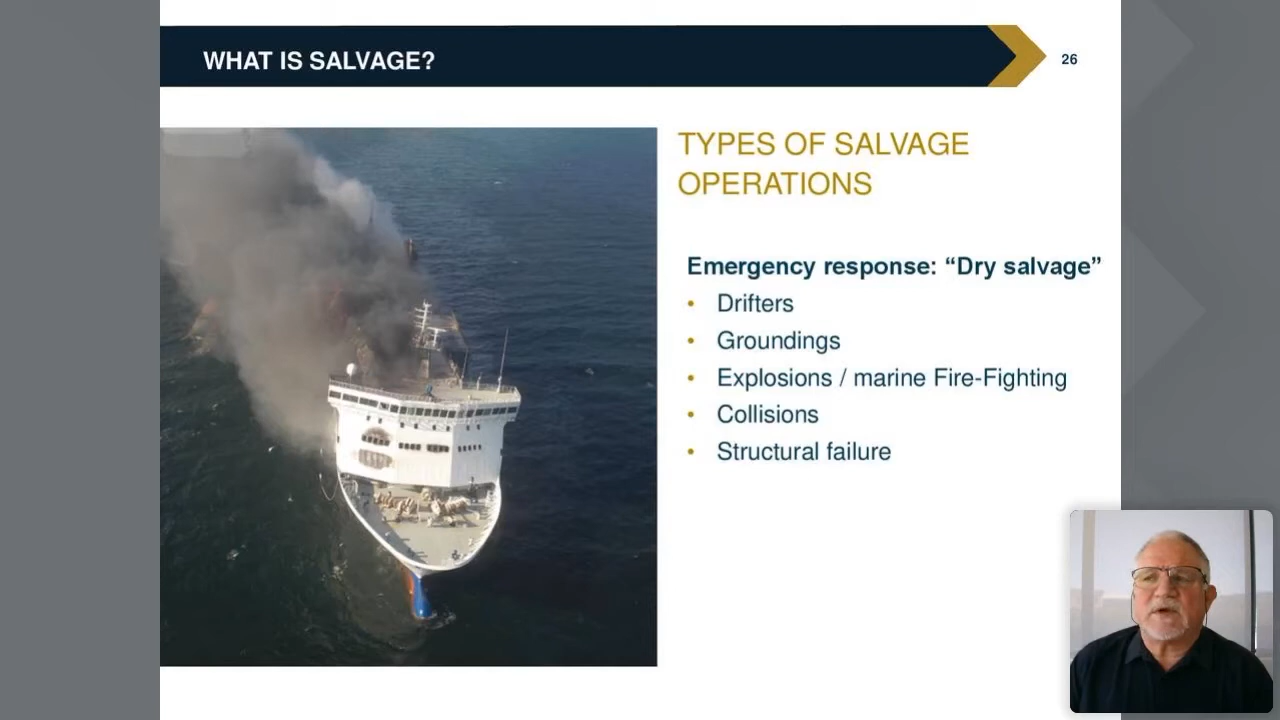 WHAT IS SALVAGE?
26
TYPES OF SALVAGE
OPERATIONS
Emergency response: “Dry salvage”
• Drifters
• Groundings
• Explosions / marine Fire-Fighting
• Collisions
• Structural failure